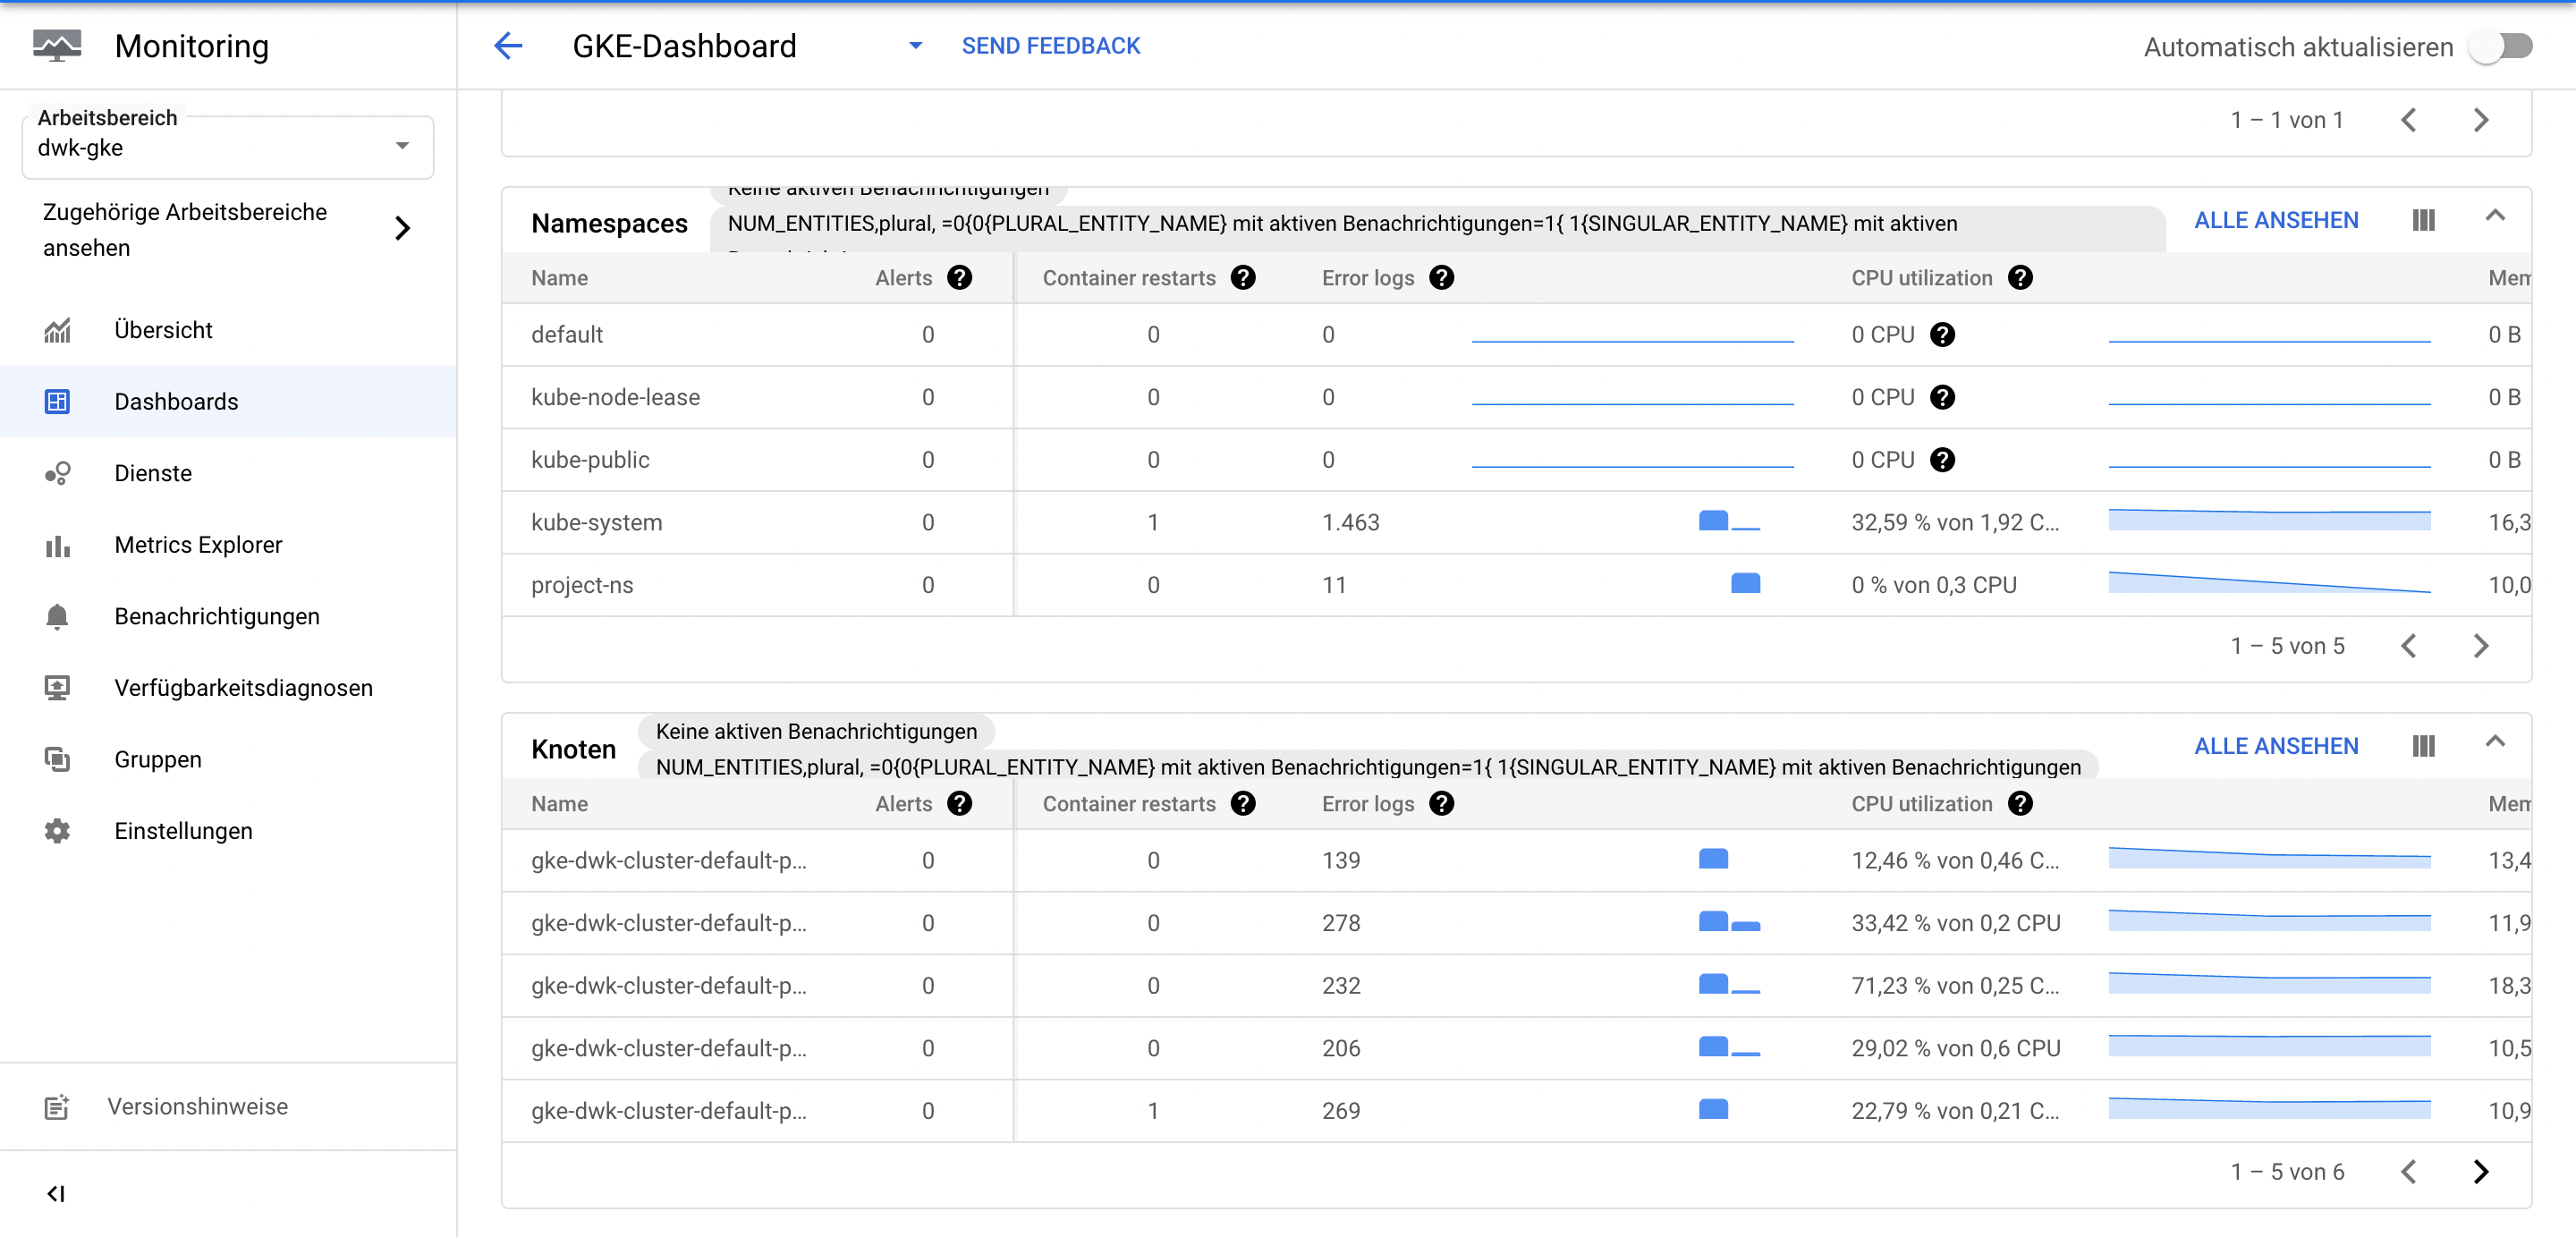 Monitoring
GKE-Dashboard
SEND FEEDBACK
Automatisch aktualisieren
Arbeitsbereich
dwk-gke
Zugehörige Arbeitsbereiche
ansehen
Übersicht
Dashboards
Dienste
Metrics Explorer
Benachrichtigungen
Verfügbarkeitsdiagnosen
Gruppen
Einstellungen
Versionshinweise
1 – 1 von 1
Keine aktiven Benachrichtigungen
Namespaces
NUM_ENTITIES,plural, =0{0{PLURAL_ENTITY_NAME} mit aktiven Benachrichtigungen=1{ 1{SINGULAR_ENTITY_NAME} mit aktiven
ALLE ANSEHEN
Name Alerts Container restarts Error logs CPU utilization Mem
default 0 0 0 0 CPU 0 B
kube-node-lease 0 0 0 0 CPU 0 B
kube-public 0 0 0 0 CPU 0 B
kube-system 0 1 1.463 32,59 % von 1,92 C... 16,3
project-ns 0 0 11 0 % von 0,3 CPU 10,0
1 – 5 von 5
Knoten
Keine aktiven Benachrichtigungen
NUM_ENTITIES,plural, =0{0{PLURAL_ENTITY_NAME} mit aktiven Benachrichtigungen=1{ 1{SINGULAR_ENTITY_NAME} mit aktiven Benachrichtigungen
ALLE ANSEHEN
Name Alerts Container restarts Error logs CPU utilization Mem
gke-dwk-cluster-default-p... 0 0 139 12,46 % von 0,46 C... 13,4
gke-dwk-cluster-default-p... 0 0 278 33,42 % von 0,2 CPU 11,9
gke-dwk-cluster-default-p... 0 0 232 71,23 % von 0,25 C... 18,3
gke-dwk-cluster-default-p... 0 0 206 29,02 % von 0,6 CPU 10,5
gke-dwk-cluster-default-p... 0 1 269 22,79 % von 0,21 C... 10,9
1 – 5 von 6